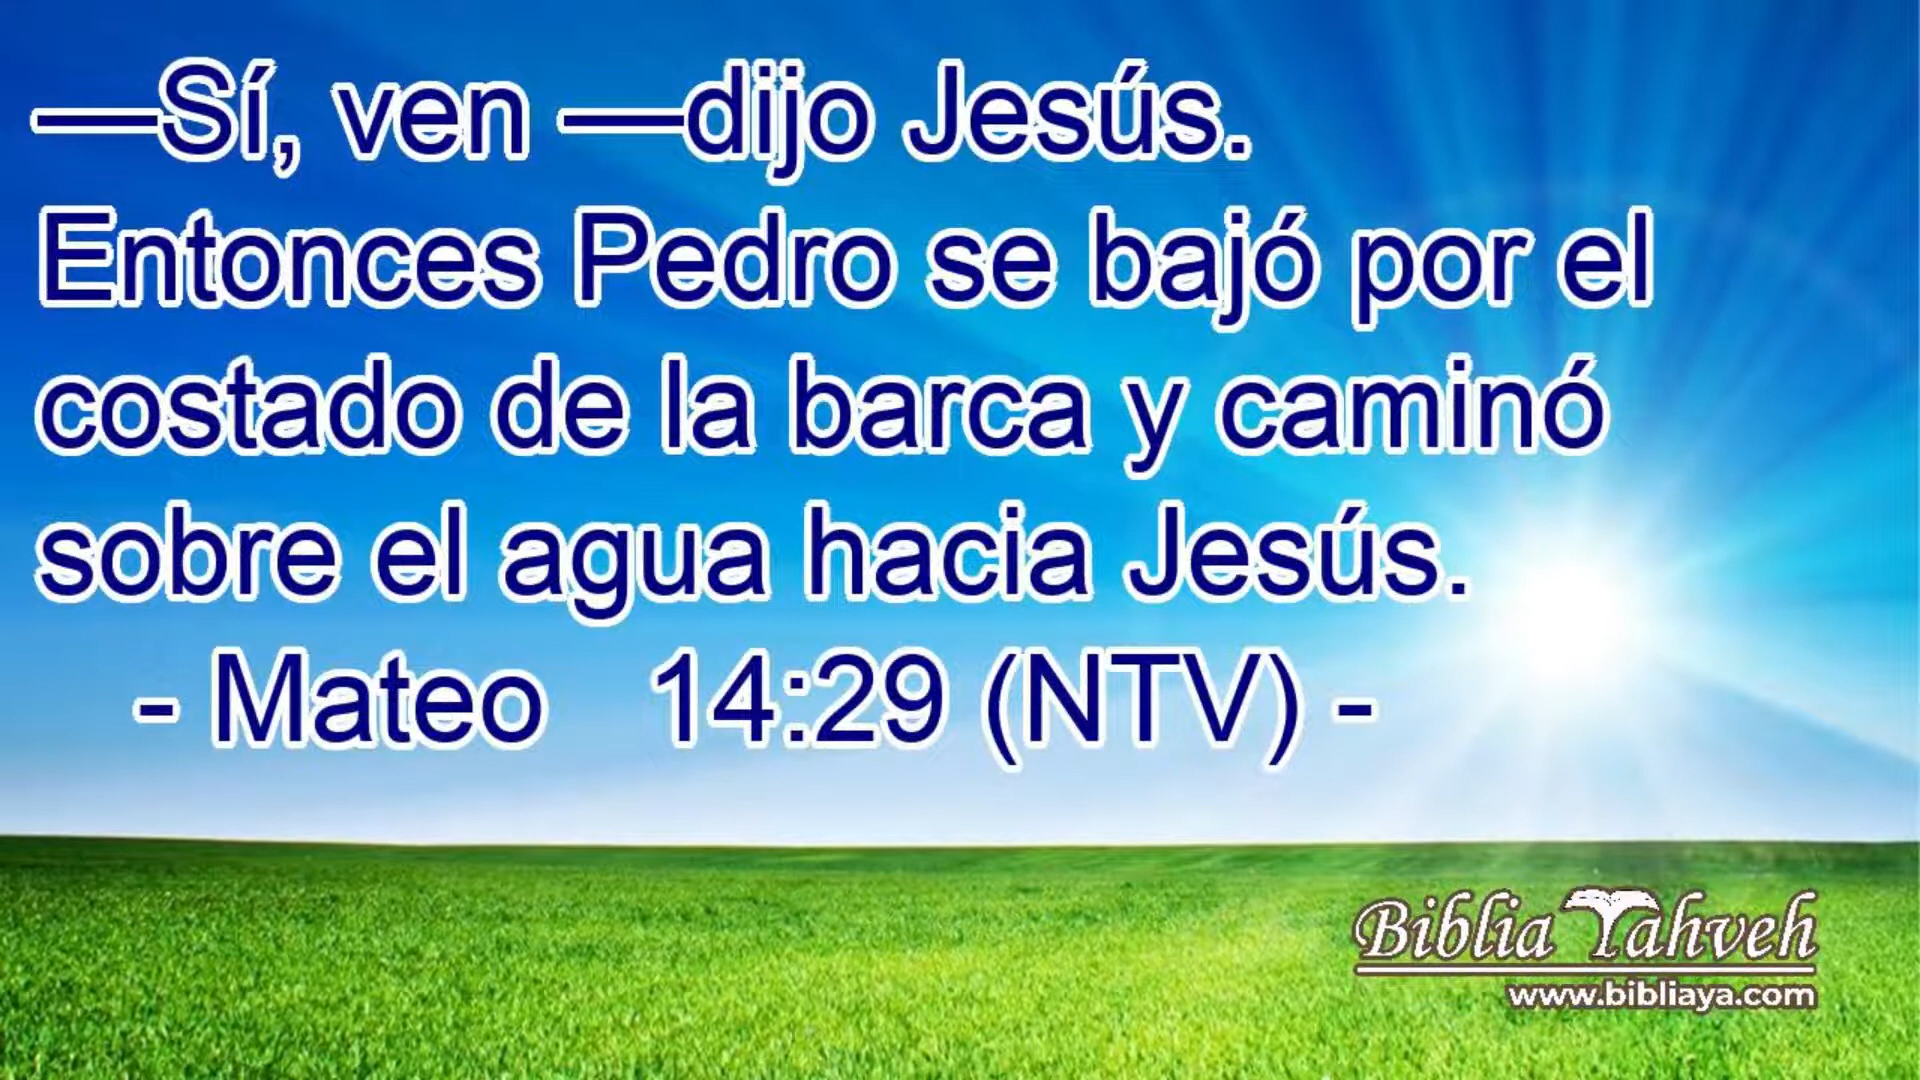 —Sí, ven —dijo Jesús.
Entonces Pedro se bajó por el
costado de la barca y caminó
sobre el agua hacia Jesús.
- Mateo   14:29 (NTV) -
Biblia Yahveh
www.bibliaya.com